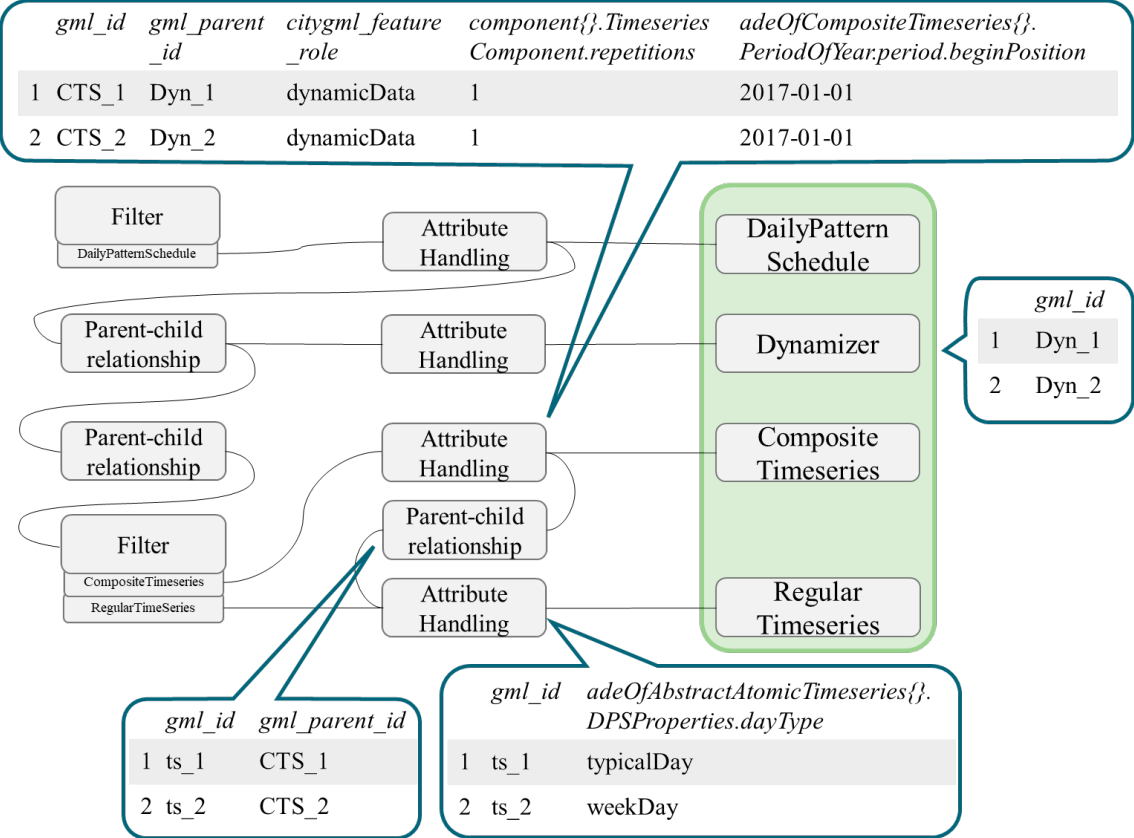 gml_id gml_parent citygml_feature component{}.Timeseries adeOfCompositeTimeseries{}.
_id _role Component.repetitions PeriodOfYear.period.beginPosition
1 CTS_1 Dyn_1 dynamicData 1 2017-01-01
2 CTS_2 Dyn_2 dynamicData 1 2017-01-01
Filter
DailyPatternSchedule
Attribute
Handling
DailyPattern
Schedule
Parent-child
relationship
Attribute
Handling
Dynamizer
gml_id
1 Dyn_1
2 Dyn_2
Parent-child
relationship
Attribute
Handling
Composite
Timeseries
Filter
CompositeTimeseries
RegularTimeSeries
Parent-child
relationship
Attribute
Handling
Regular
Timeseries
gml_id gml_parent_id
1 ts_1 CTS_1
2 ts_2 CTS_2
gml_id adeOfAbstractAtomicTimeseries{}.
DPSProperties.dayType
1 ts_1 typicalDay
2 ts_2 weekDay